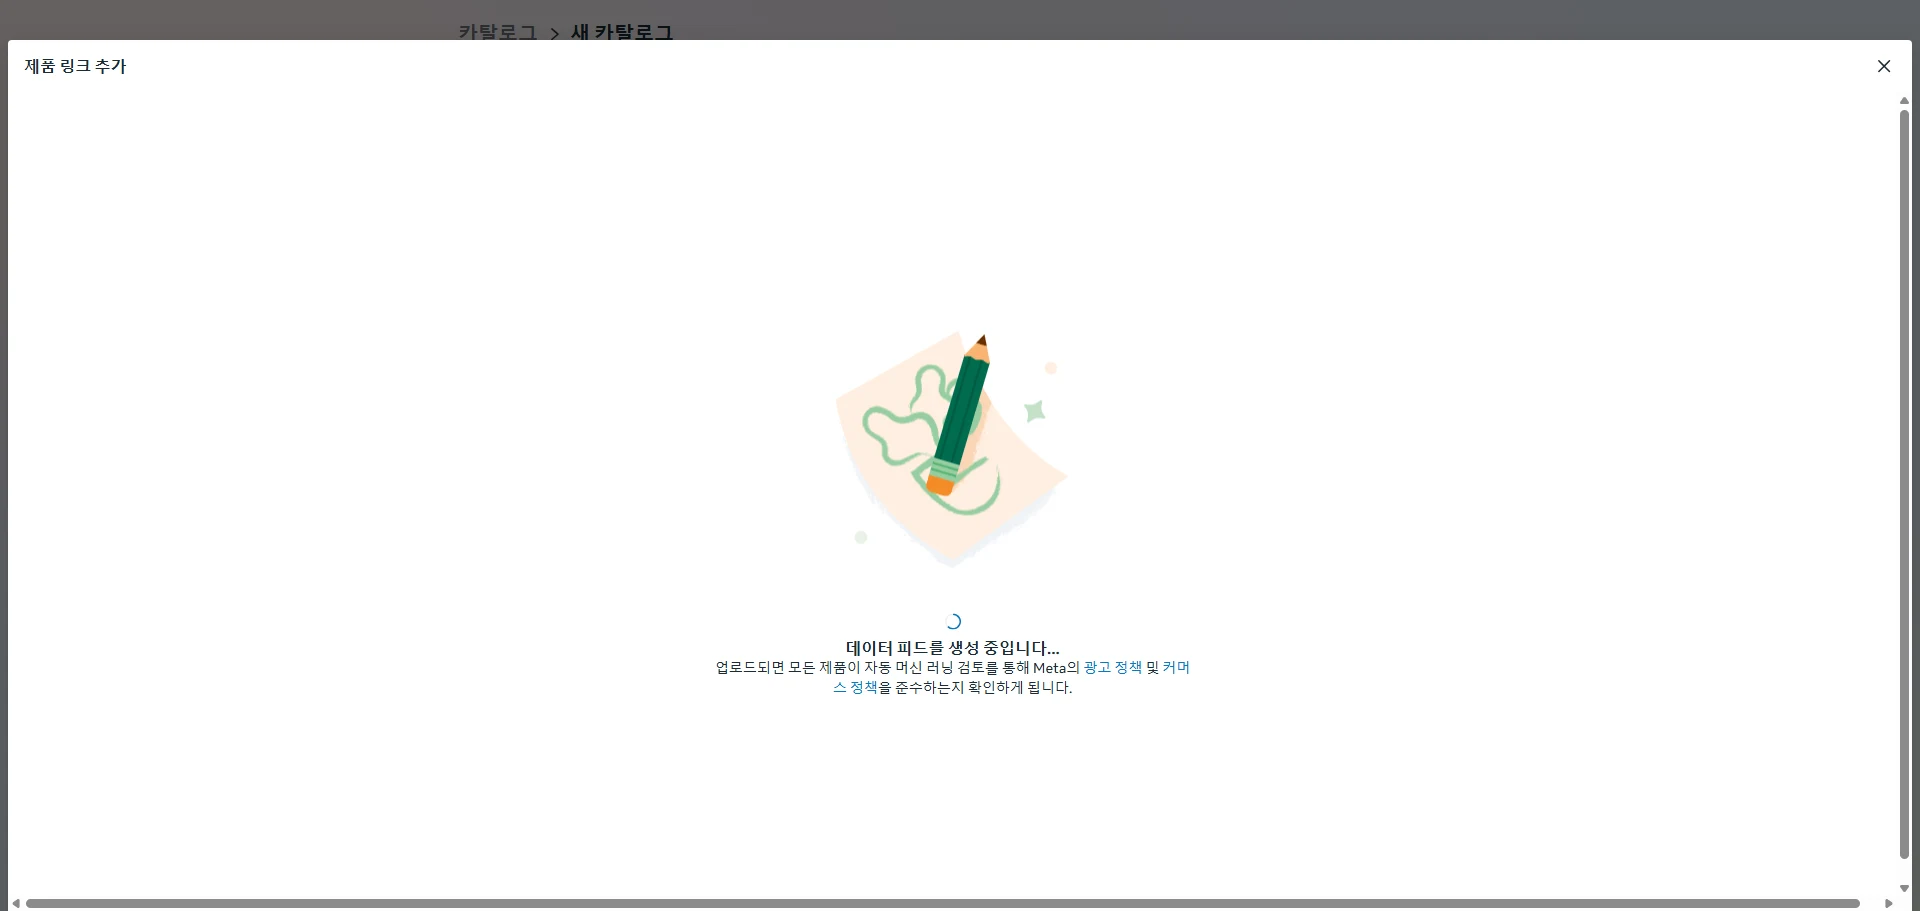 카탈로그 > 새 카탈로그
제품 링크 추가
데이터 피드를 생성 중입니다...
업로드되면 모든 제품이 자동 머신 러닝 검토를 통해 Meta의 광고 정책 및 커머
스 정책을 준수하는지 확인하게 됩니다.